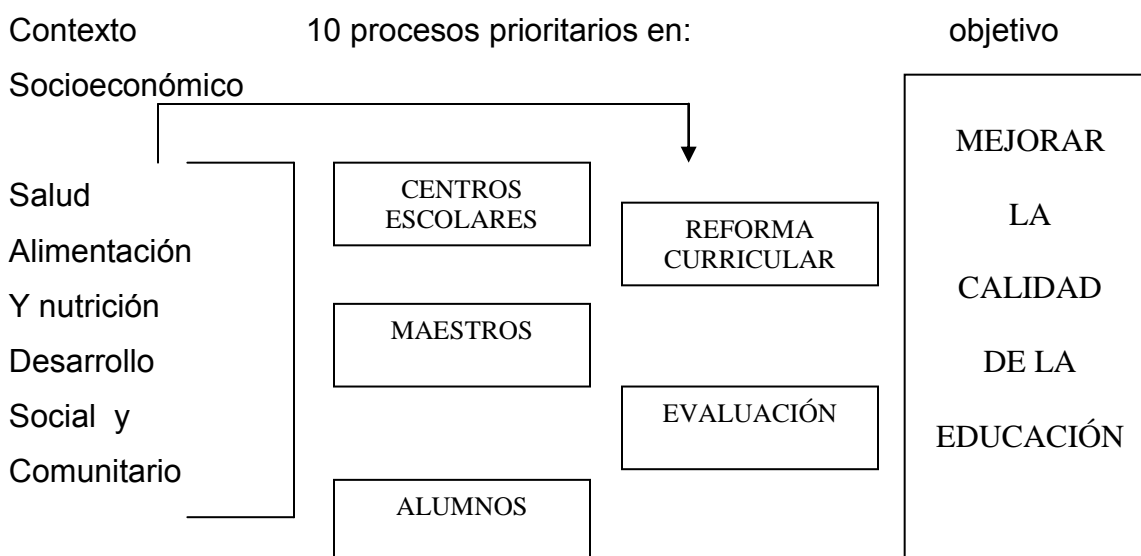 Contexto 10 procesos prioritarios en: objetivo
Socioeconómico
Salud
Alimentación
Y nutrición
Desarrollo
Social y
Comunitario
CENTROS
ESCOLARES
MAESTROS
ALUMNOS
REFORMA
CURRICULAR
EVALUACIÓN
MEJORAR
LA
CALIDAD
DE LA
EDUCACIÓN